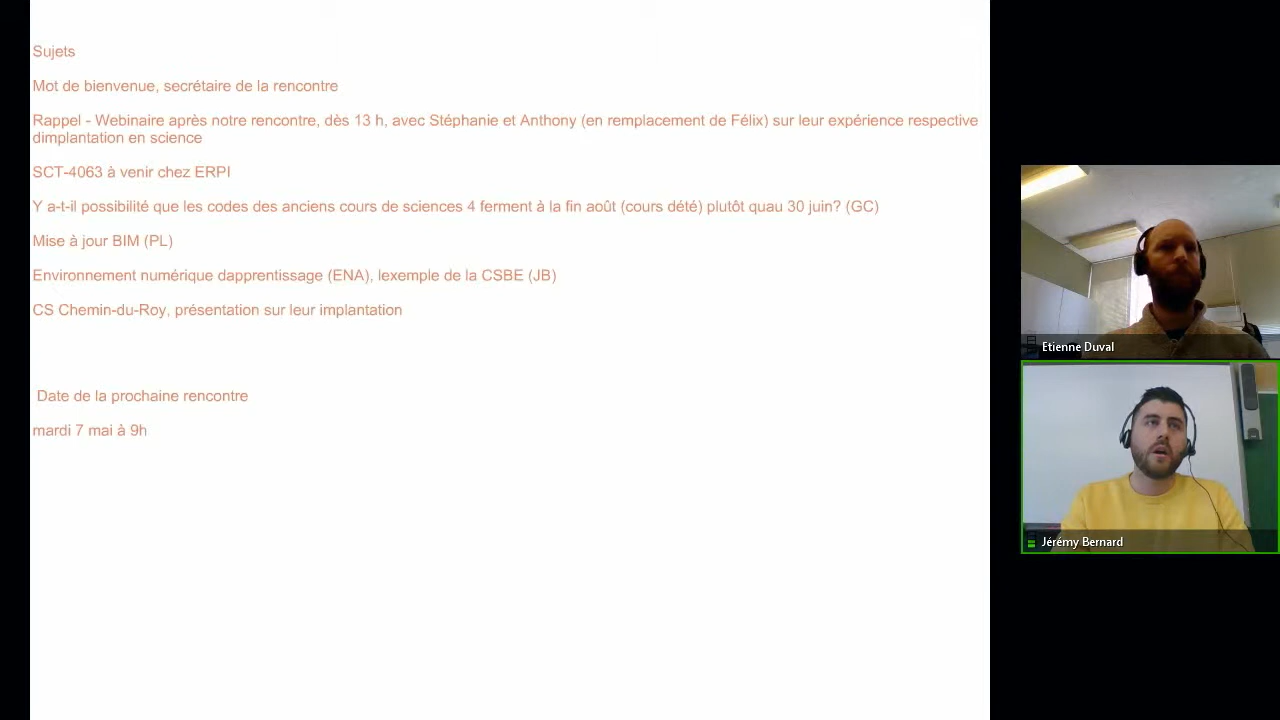 Sujets
Mot de bienvenue, secrétaire de la rencontre
Rappel - Webinaire après notre rencontre, dès 13 h, avec Stéphanie et Anthony (en remplacement de Félix) sur leur expérience respective
dimplantation en science
SCT-4063 à venir chez ERPI
Y a-t-il possibilité que les codes des anciens cours de sciences 4 ferment à la fin août (cours dété) plutôt quau 30 juin? (GC)
Mise à jour BIM (PL)
Environnement numérique dapprentissage (ENA), lexemple de la CSBE (JB)
CS Chemin-du-Roy, présentation sur leur implantation
Date de la prochaine rencontre
mardi 7 mai à 9h
Etienne Duval
Jérémy Bernard